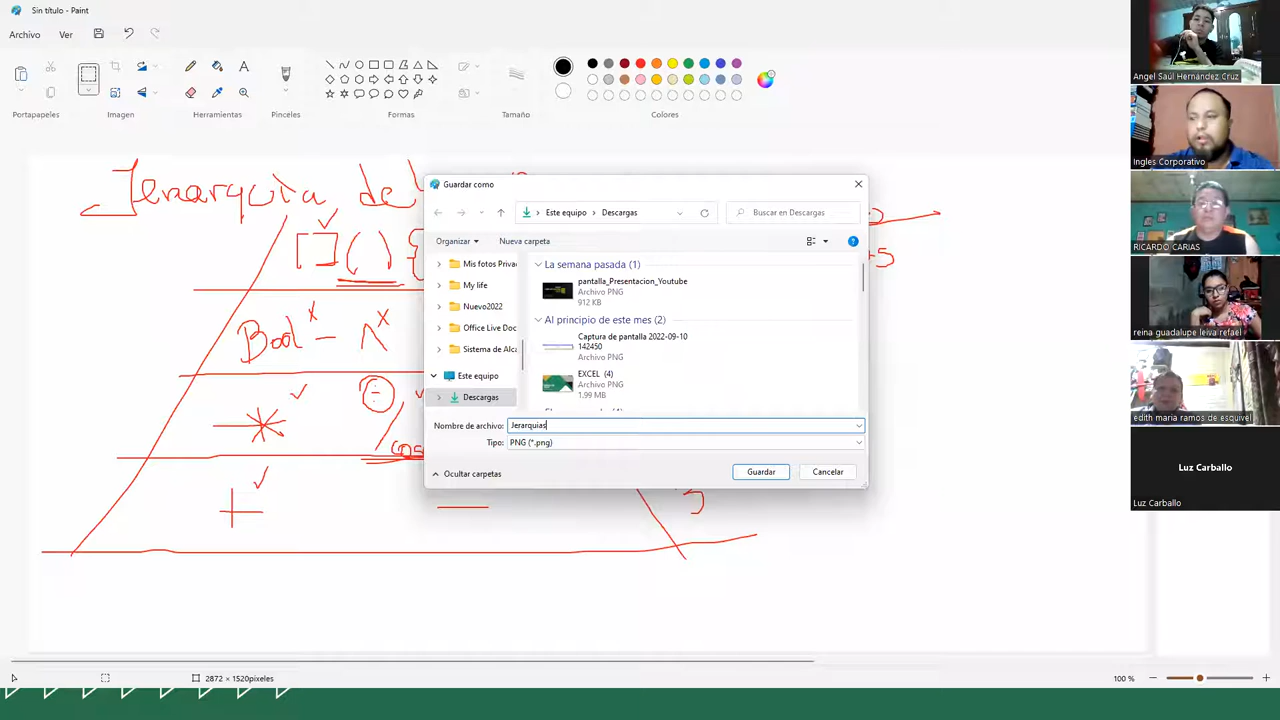 Sin título - Paint
Archivo Ver
Portapapeles Imagen Herramientas Pinceles Formas Tamaño Colores
Jerarquía de
[ ] ( ) {
Bool - ^
* /
cos
+
Guardar como
Este equipo > Descargas
Buscar en Descargas
Organizar Nueva carpeta
Mis fotos Priva
My life
Nuevo2022
Office Live Doc
Sistema de Alca
Este equipo
Descargas
La semana pasada (1)
pantalla_Presentacion_Youtube
Archivo PNG
912 KB
Al principio de este mes (2)
Captura de pantalla 2022-09-10
142450
Archivo PNG
EXCEL (4)
Archivo PNG
1.99 MB
Nombre de archivo: Jerarquias
Tipo: PNG (*.png)
Ocultar carpetas
Guardar Cancelar
2872 × 1520píxeles
100 %
Angel Saúl Hernández Cruz
Ingles Corporativo
RICARDO CARIAS
reina guadalupe leiva rafael
edith maria ramos de esquivel
Luz Carballo
Luz Carballo